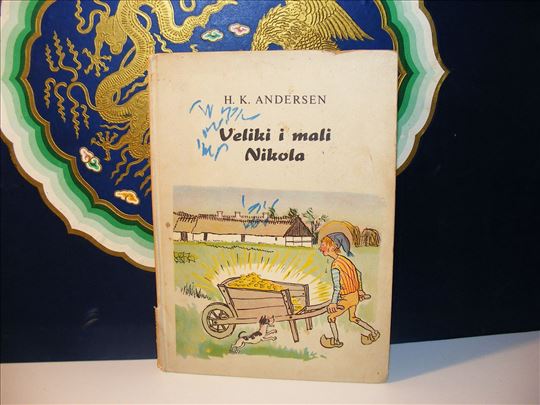 H. K. ANDERSEN
Veliki i mali
Nikola